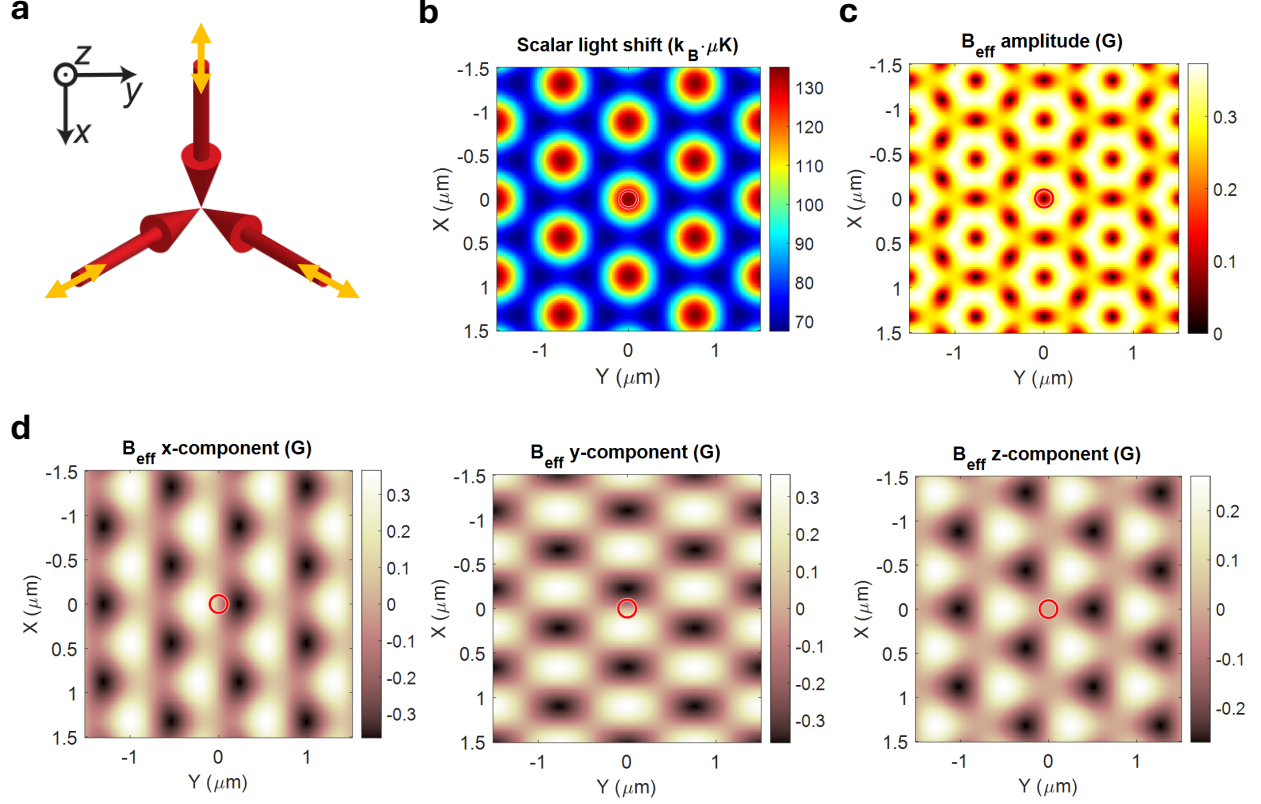 a
z
y
x
b
Scalar light shift (k_B·μK)
-1.5
-1
-0.5
0
0.5
1
1.5
X (μm)
-1 0 1
Y (μm)
130
120
110
100
90
80
70
c
B_eff amplitude (G)
-1.5
-1
-0.5
0
0.5
1
1.5
X (μm)
-1 0 1
Y (μm)
0.3
0.2
0.1
0
d
B_eff x-component (G)
-1.5
-1
-0.5
0
0.5
1
1.5
X (μm)
-1 0 1
Y (μm)
0.3
0.2
0.1
0
-0.1
-0.2
-0.3
B_eff y-component (G)
-1.5
-1
-0.5
0
0.5
1
1.5
X (μm)
-1 0 1
Y (μm)
0.3
0.2
0.1
0
-0.1
-0.2
-0.3
B_eff z-component (G)
-1.5
-1
-0.5
0
0.5
1
1.5
X (μm)
-1 0 1
Y (μm)
0.2
0.1
0
-0.1
-0.2